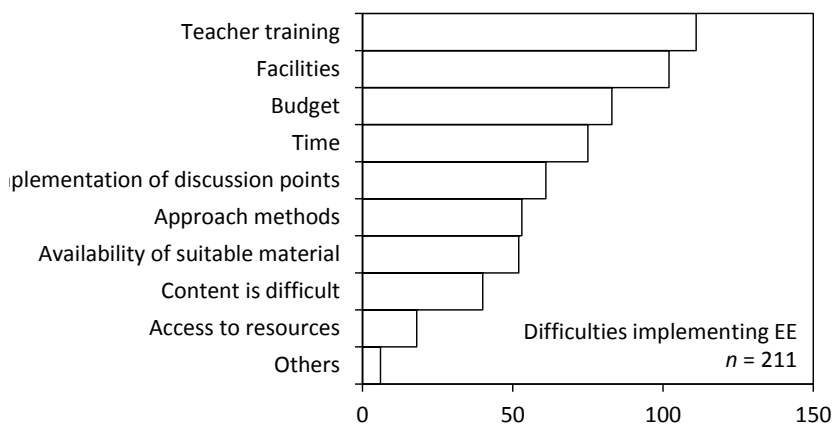 Teacher training
Facilities
Budget
Time
plementation of discussion points
Approach methods
Availability of suitable material
Content is difficult
Access to resources
Difficulties implementing EE
Others
n = 211
0 50 100 150